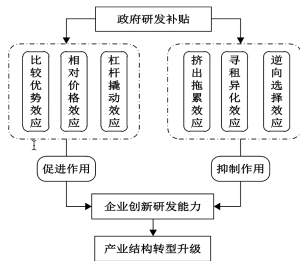 政府研发补贴
比较优势效应
相对价格效应
杠杆撬动效应
挤出拖累效应
寻租异化效应
逆向选择效应
促进作用
抑制作用
企业创新研发能力
产业结构转型升级